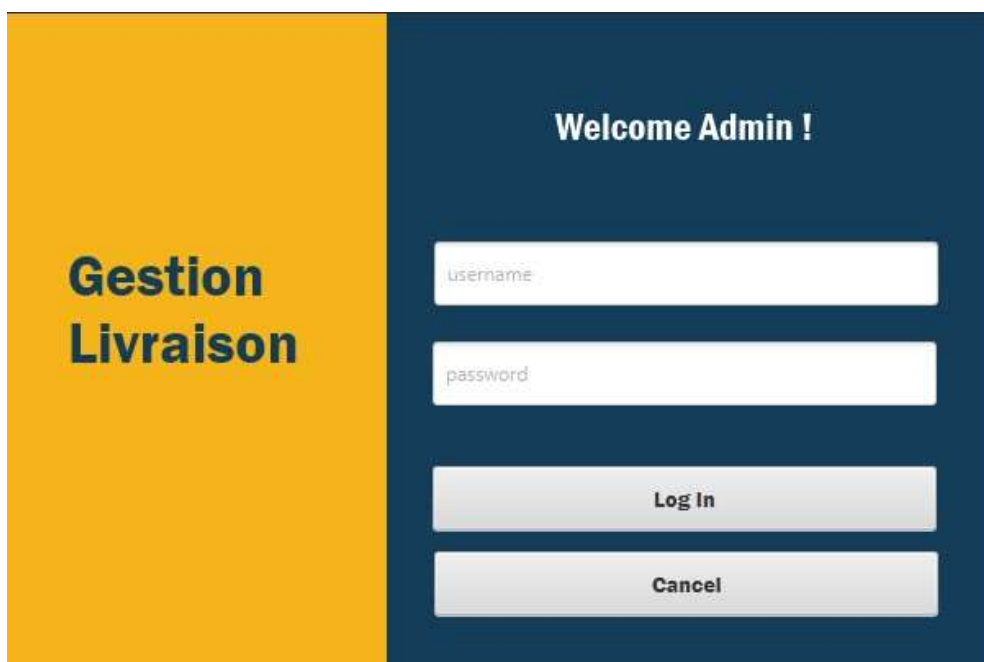 Gestion
Livraison
Welcome Admin !
username
password
Log In
Cancel